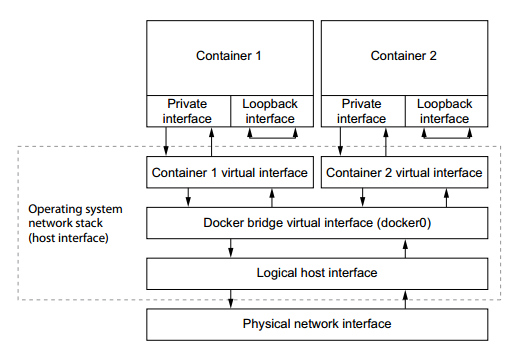 Container 1
Container 2
Private
interface
Loopback
interface
Private
interface
Loopback
interface
Container 1 virtual interface
Container 2 virtual interface
Operating system
network stack
(host interface)
Docker bridge virtual interface (docker0)
Logical host interface
Physical network interface